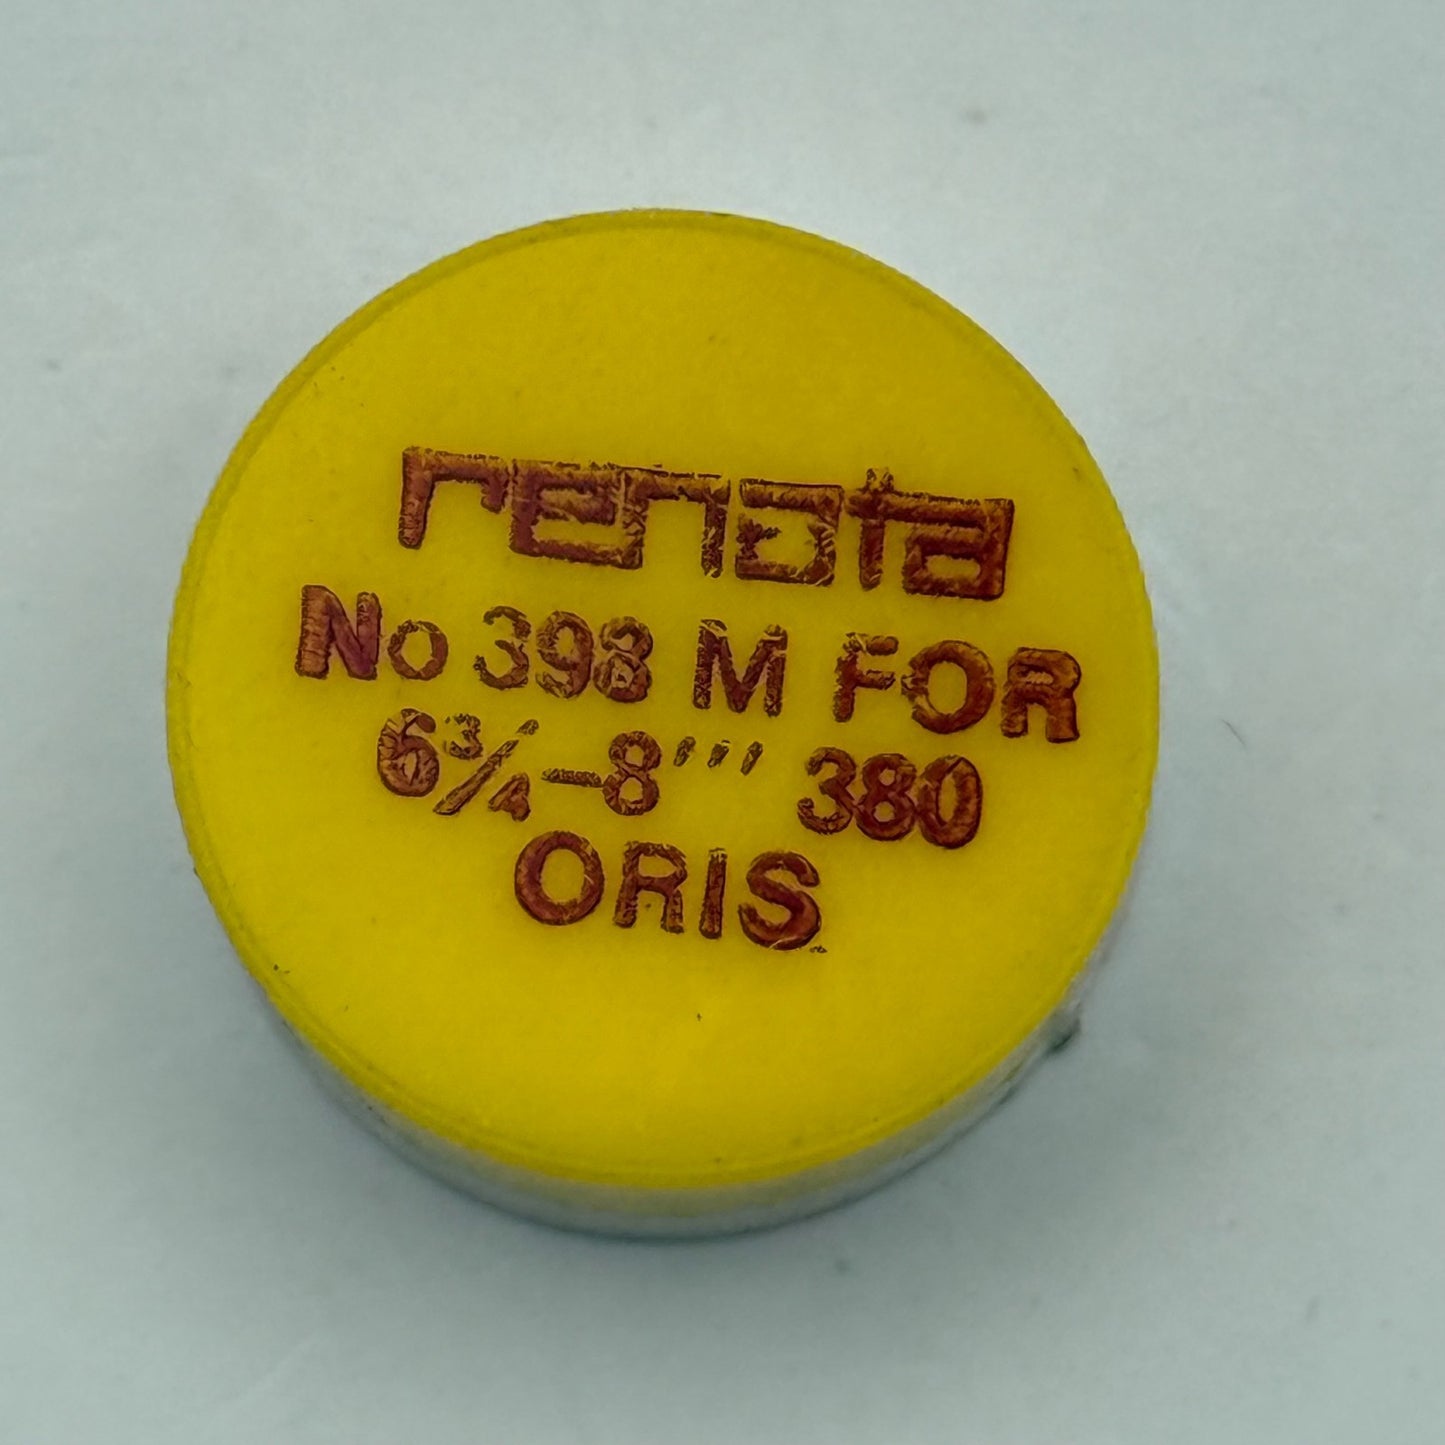 renata
No 398 M FOR
6¾–8''' 380
ORIS